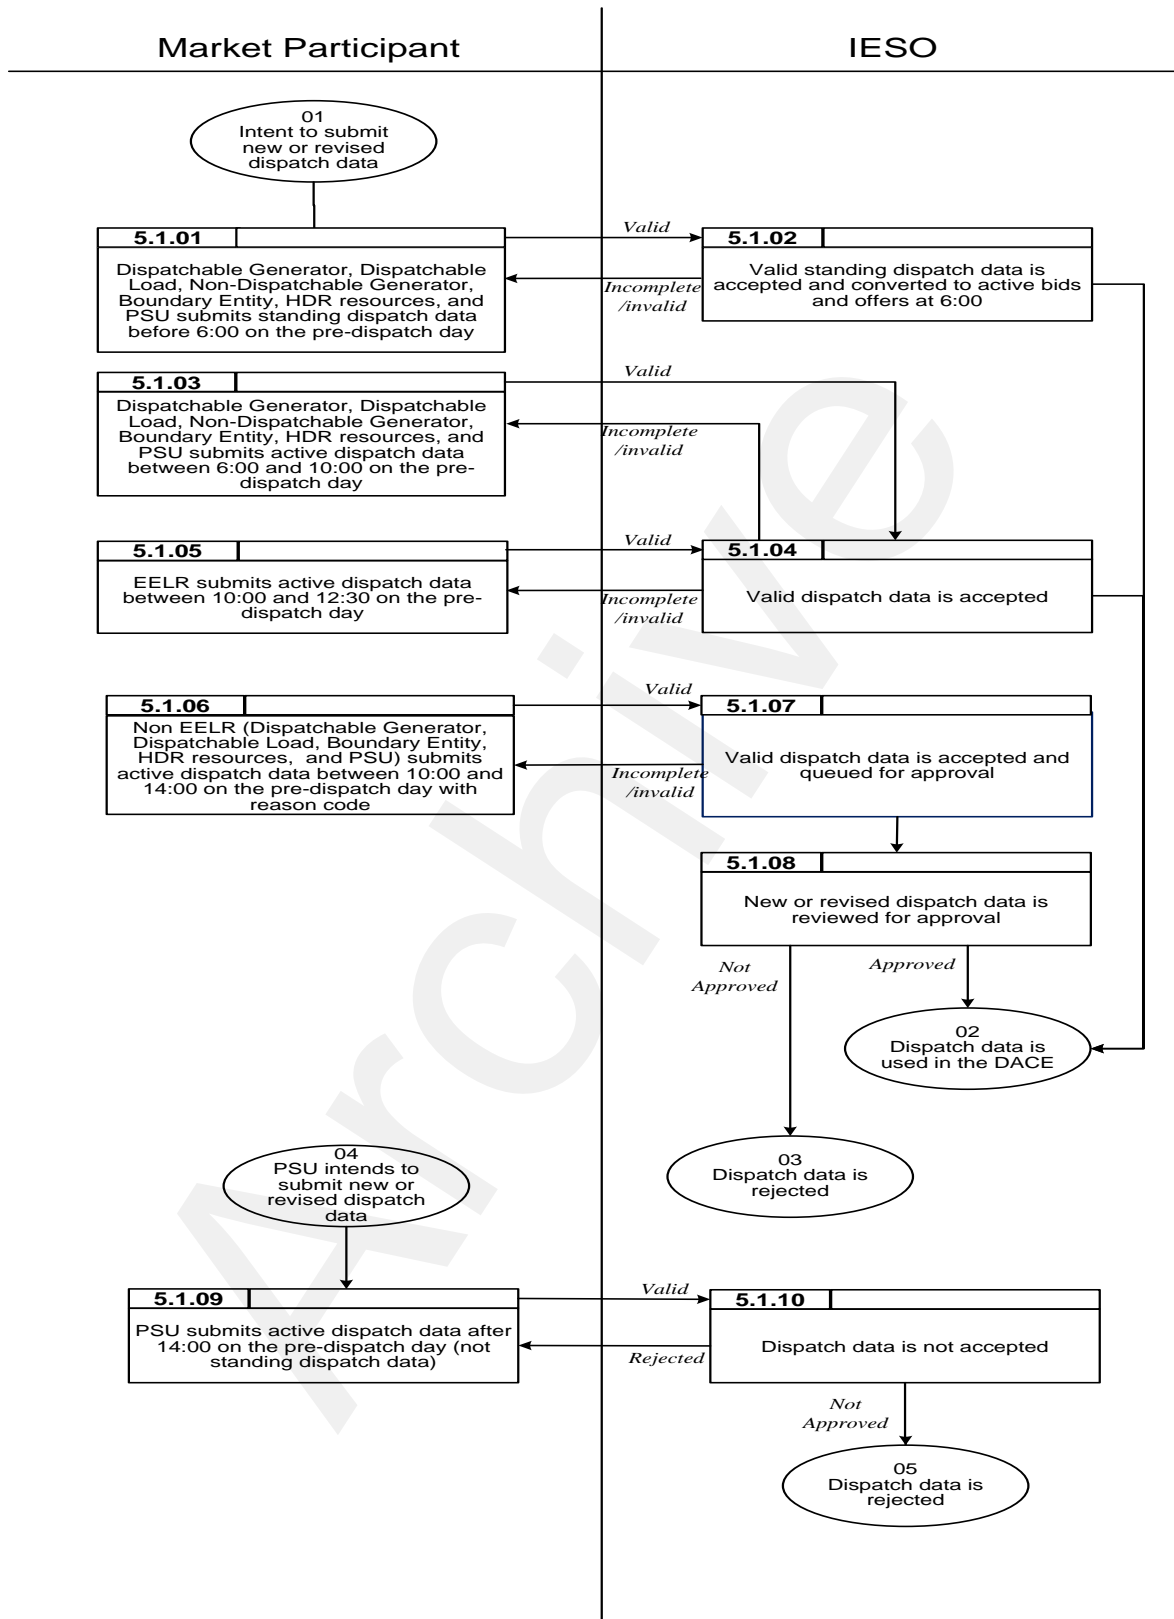 Market Participant
IESO
01
Intent to submit
new or revised
dispatch data
5.1.01
Dispatchable Generator, Dispatchable
Load, Non-Dispatchable Generator,
Boundary Entity, HDR resources, and
PSU submits standing dispatch data
before 6:00 on the pre-dispatch day
Valid
Incomplete
/invalid
5.1.02
Valid standing dispatch data is
accepted and converted to active bids
and offers at 6:00
5.1.03
Dispatchable Generator, Dispatchable
Load, Non-Dispatchable Generator,
Boundary Entity, HDR resources, and
PSU submits active dispatch data
between 6:00 and 10:00 on the pre-
dispatch day
Valid
Incomplete
/invalid
5.1.05
EELR submits active dispatch data
between 10:00 and 12:30 on the pre-
dispatch day
Valid
Incomplete
/invalid
5.1.04
Valid dispatch data is accepted
5.1.06
Non EELR (Dispatchable Generator,
Dispatchable Load, Boundary Entity,
HDR resources, and PSU) submits
active dispatch data between 10:00 and
14:00 on the pre-dispatch day with
reason code
Valid
Incomplete
/invalid
5.1.07
Valid dispatch data is accepted and
queued for approval
5.1.08
New or revised dispatch data is
reviewed for approval
Not
Approved
Approved
02
Dispatch data is
used in the DACE
03
Dispatch data is
rejected
04
PSU intends to
submit new or
revised dispatch
data
5.1.09
PSU submits active dispatch data after
14:00 on the pre-dispatch day (not
standing dispatch data)
Valid
Rejected
5.1.10
Dispatch data is not accepted
Not
Approved
05
Dispatch data is
rejected
Archive